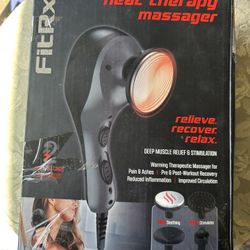 FitRx
heat therapy
massager
relieve.
recover.
relax.
DEEP MUSCLE RELIEF & STIMULATION
Warming Therapeutic Massager for
Pain & Aches | Pre & Post-Workout Recovery
Reduced Inflammation | Improved Circulation